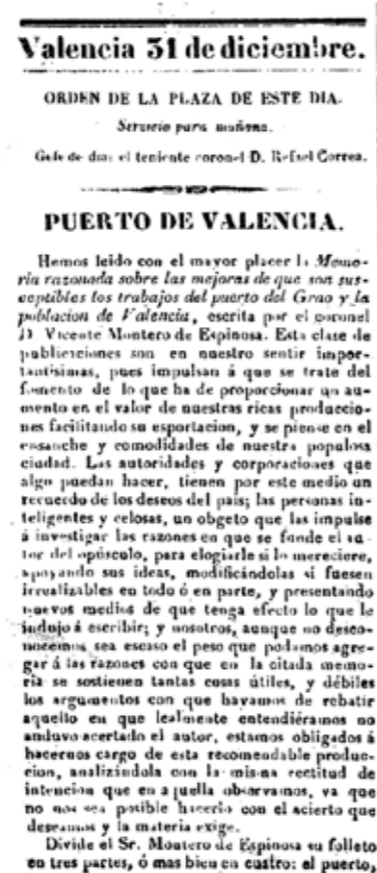 Valencia 31 de diciembre.
ORDEN DE LA PLAZA DE ESTE DIA.
Servicio para mañana.
Gefe de dia: el teniente coronel D. Rafael Correa.
PUERTO DE VALENCIA.
Hemos leido con el mayor placer la Memo-
ria razonada sobre las mejoras de que son sus-
ceptibles los trabajos del puerto del Grao y la
poblacion de Valencia, escrita por el coronel
D. Vicente Montero de Espinosa. Esta clase de
publicaciones son en nuestro sentir impor-
tantísimas, pues impulsan á que se trate del
fomento de lo que ha de proporcionar un au-
mento en el valor de nuestras ricas produccio-
nes facilitando su esportacion, y se piense en el
ensanche y comodidades de nuestra populosa
ciudad. Las autoridades y corporaciones que
algo puedan hacer, tienen por este medio un
recuerdo de los deseos del pais; las personas in-
teligentes y celosas, un obgeto que las impulse
á investigar las razones en que se funde el au-
tor del opúsculo, para elogiarle si lo mereciere,
apoyando sus ideas, modificándolas si fuesen
irrealizables en todo ó en parte, y presentando
nuevos medios de que tenga efecto lo que le
indujo á escribir; y nosotros, aunque no desco-
nocemos sea escaso el peso que podamos agre-
gar á las razones con que en la citada memo-
ria se sostienen tantas cosas útiles, y débiles
los argumentos con que hayamos de rebatir
aquello en que lealmente entendiéramos no
anduvo acertado el autor, estamos obligados á
hacernos cargo de esta recomendable produc-
cion, analizándola con la misma rectitud de
intencion que en aquella observamos, ya que
no nos sea posible hacerlo con el acierto que
deseamos y la materia exige.
Divide el Sr. Montero de Espinosa su folleto
en tres partes, ó mas bien en cuatro: el puerto,